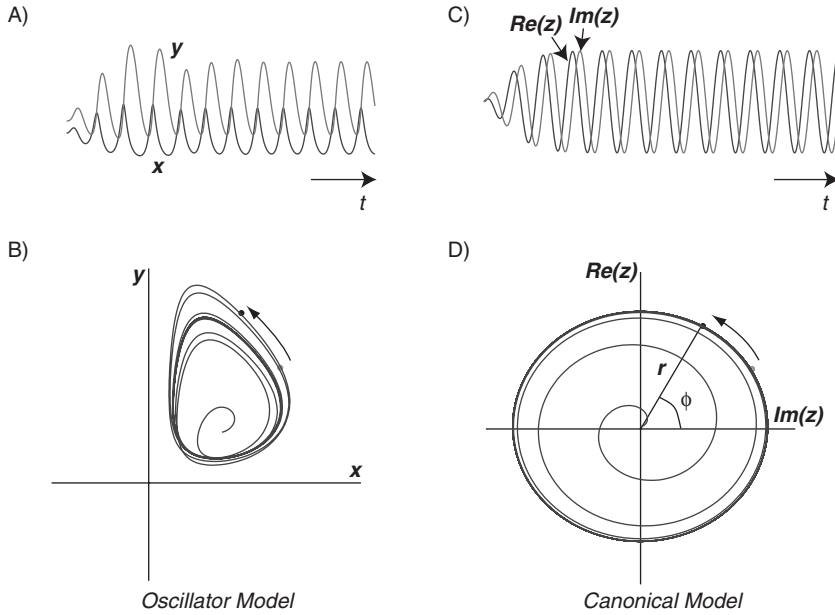 A)
y
x
t
B)
y
x
Oscillator Model
C)
Re(z)
Im(z)
t
D)
Re(z)
r
ϕ
Im(z)
Canonical Model